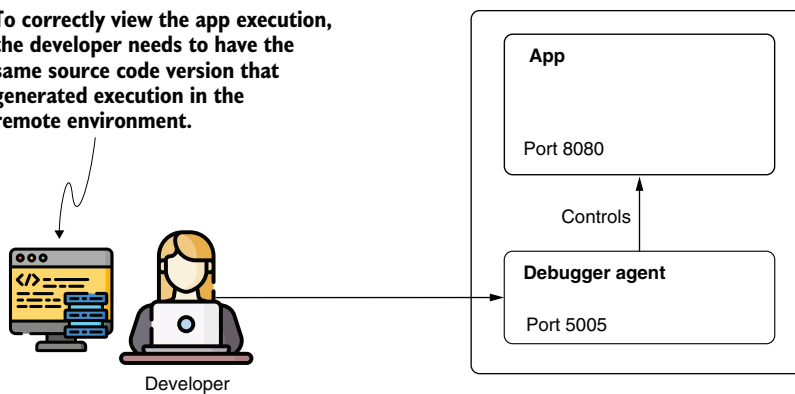 To correctly view the app execution,
the developer needs to have the
same source code version that
generated execution in the
remote environment.
App
Port 8080
Controls
Debugger agent
Port 5005
</>
Developer